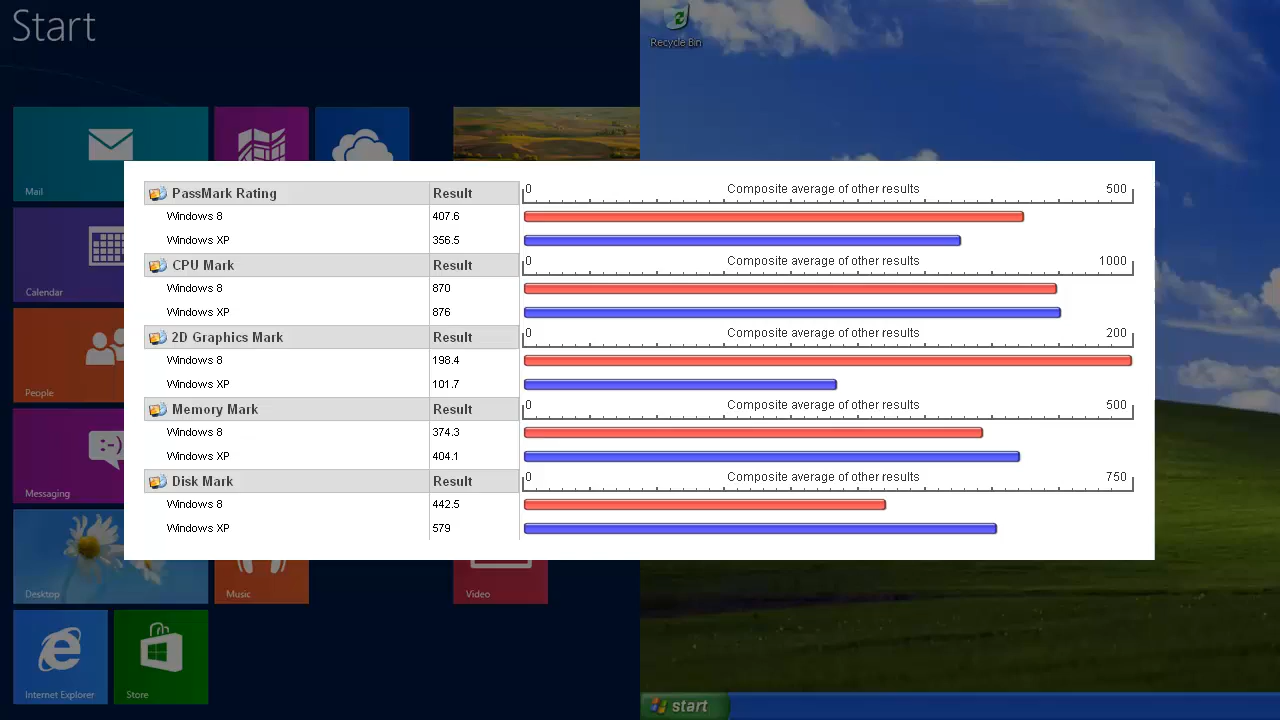 Start
Recycle Bin
Mail
Calendar
People
Messaging
Desktop
Music
Video
Internet Explorer
Store
start
PassMark Rating Result 0 Composite average of other results 500
Windows 8 407.6
Windows XP 356.5
CPU Mark Result 0 Composite average of other results 1000
Windows 8 870
Windows XP 876
2D Graphics Mark Result 0 Composite average of other results 200
Windows 8 198.4
Windows XP 101.7
Memory Mark Result 0 Composite average of other results 500
Windows 8 374.3
Windows XP 404.1
Disk Mark Result 0 Composite average of other results 750
Windows 8 442.5
Windows XP 579